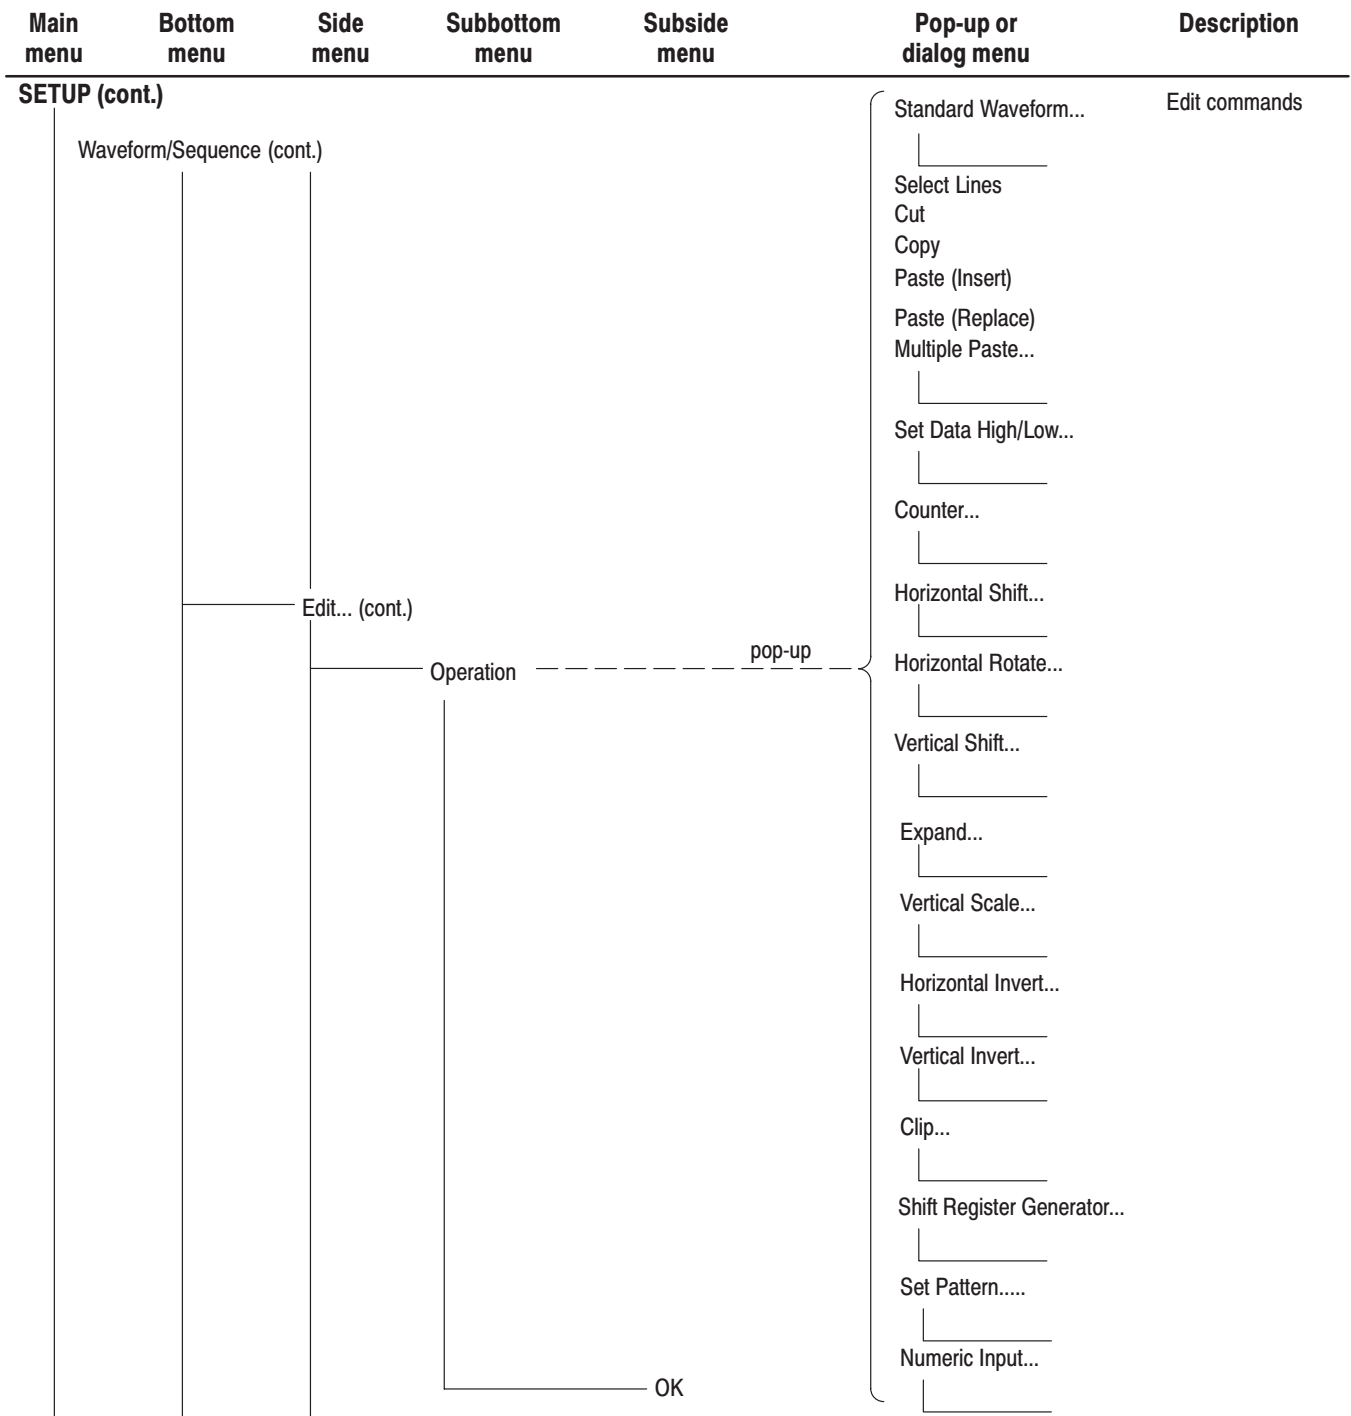 Main menu
Bottom menu
Side menu
Subbottom menu
Subside menu
Pop-up or dialog menu
Description
SETUP (cont.)
Waveform/Sequence (cont.)
Standard Waveform...
Edit commands
Select Lines
Cut
Copy
Paste (Insert)
Paste (Replace)
Multiple Paste...
Set Data High/Low...
Counter...
Horizontal Shift...
Edit... (cont.)
pop-up
Operation
Horizontal Rotate...
Vertical Shift...
Expand...
Vertical Scale...
Horizontal Invert...
Vertical Invert...
Clip...
Shift Register Generator...
Set Pattern.....
Numeric Input...
OK